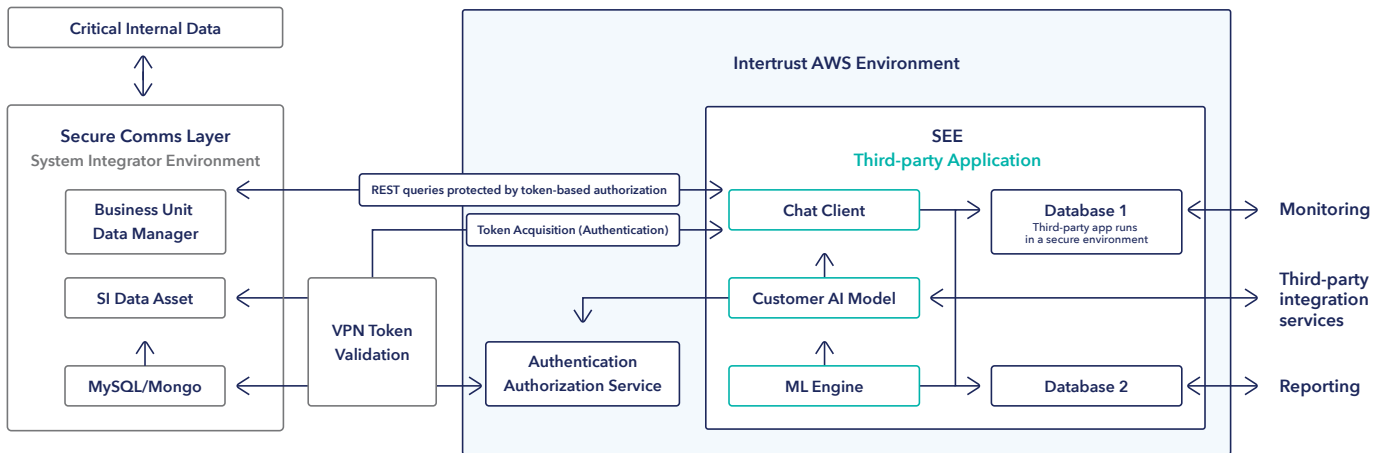 Critical Internal Data
Secure Comms Layer
System Integrator Environment
Business Unit
Data Manager
SI Data Asset
MySQL/Mongo
VPN Token
Validation
Intertrust AWS Environment
REST queries protected by token-based authorization
Token Acquisition (Authentication)
Authentication
Authorization Service
SEE
Third-party Application
Chat Client
Customer AI Model
ML Engine
Database 1
Third-party app runs
in a secure environment
Database 2
Monitoring
Third-party
integration
services
Reporting